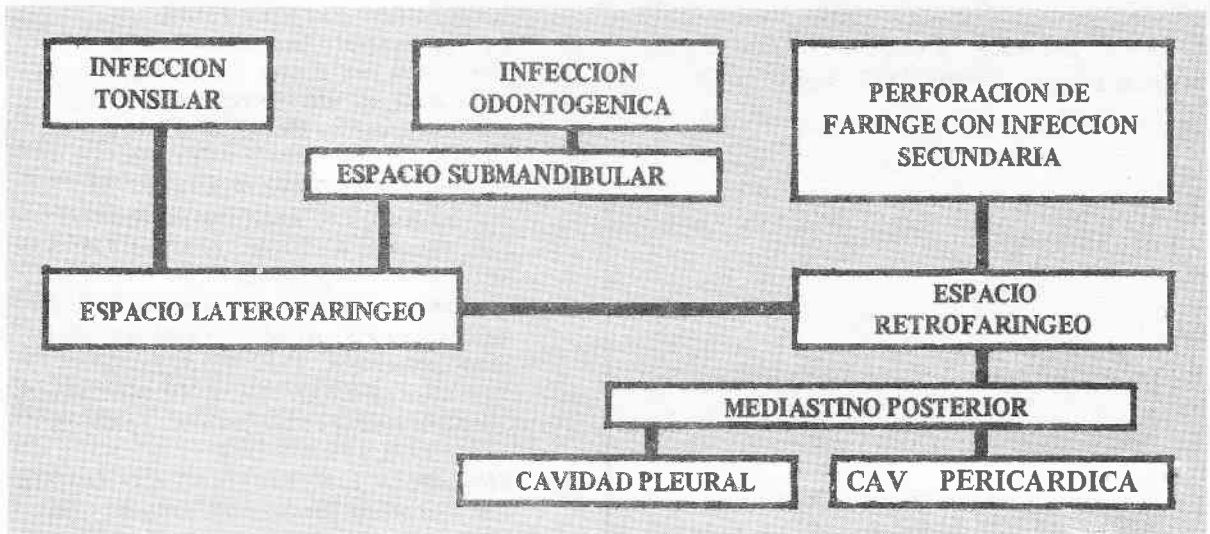 INFECCION
TONSILAR
INFECCION
ODONTOGENICA
PERFORACION DE
FARINGE CON INFECCION
SECUNDARIA
ESPACIO SUBMANDIBULAR
ESPACIO LATEROFARINGEO
ESPACIO
RETROFARINGEO
MEDIASTINO POSTERIOR
CAVIDAD PLEURAL
CAV PERICARDICA